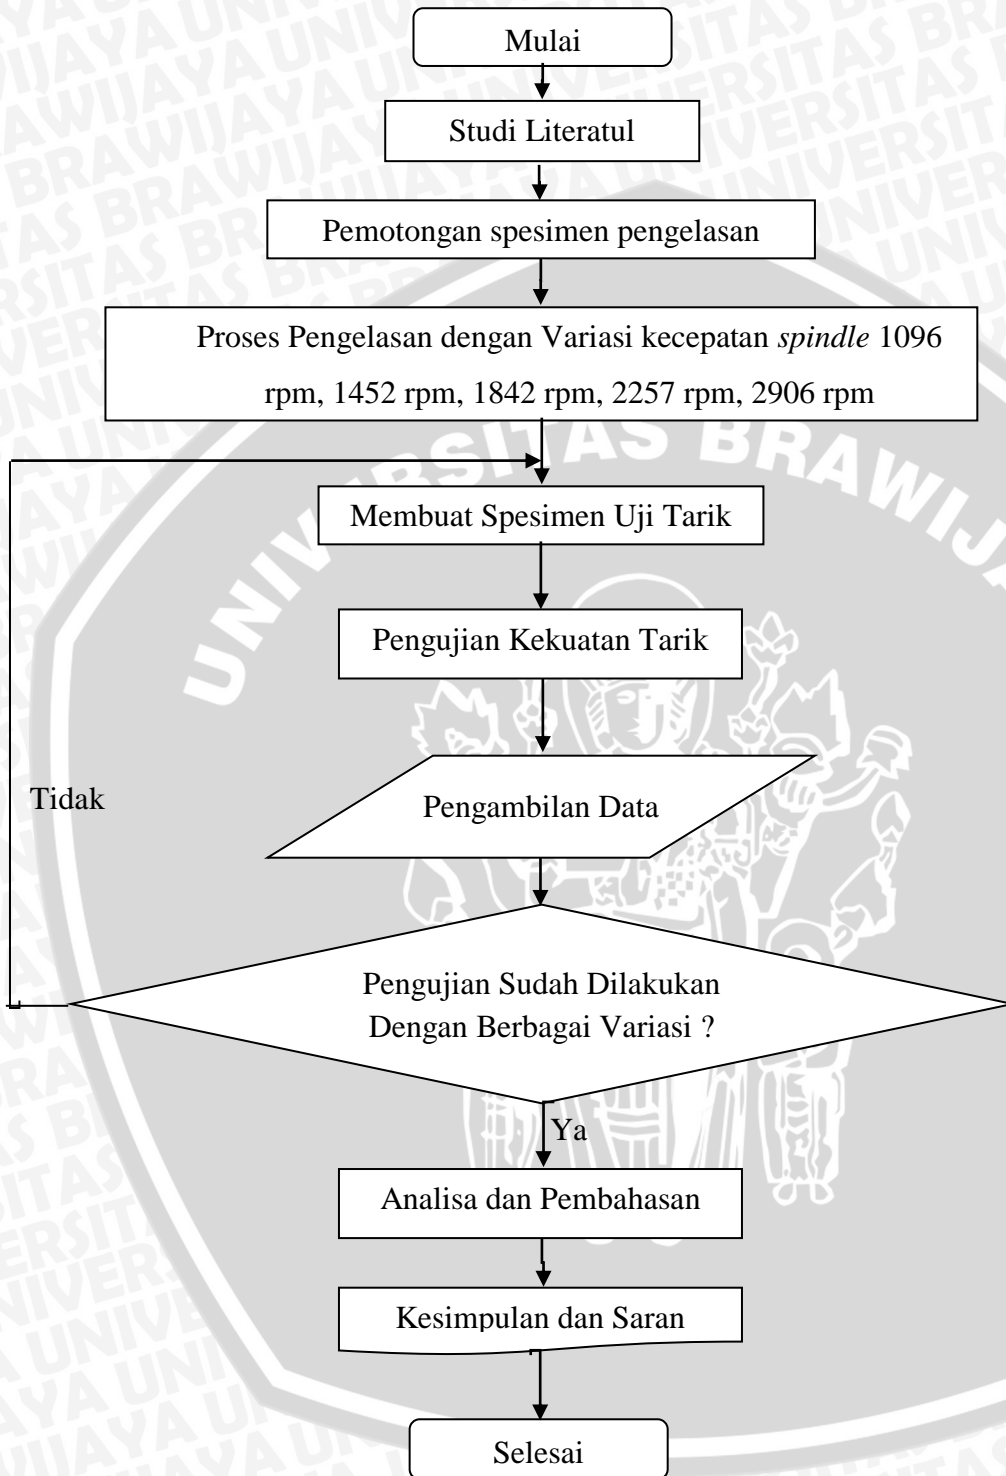 Mulai
Studi Literatul
Pemotongan spesimen pengelasan
Proses Pengelasan dengan Variasi kecepatan spindle 1096
rpm, 1452 rpm, 1842 rpm, 2257 rpm, 2906 rpm
UNIVERSITAS BRAWIJA
Membuat Spesimen Uji Tarik
Pengujian Kekuatan Tarik
Tidak
Pengambilan Data
Pengujian Sudah Dilakukan
Dengan Berbagai Variasi ?
Ya
Analisa dan Pembahasan
Kesimpulan dan Saran
Selesai